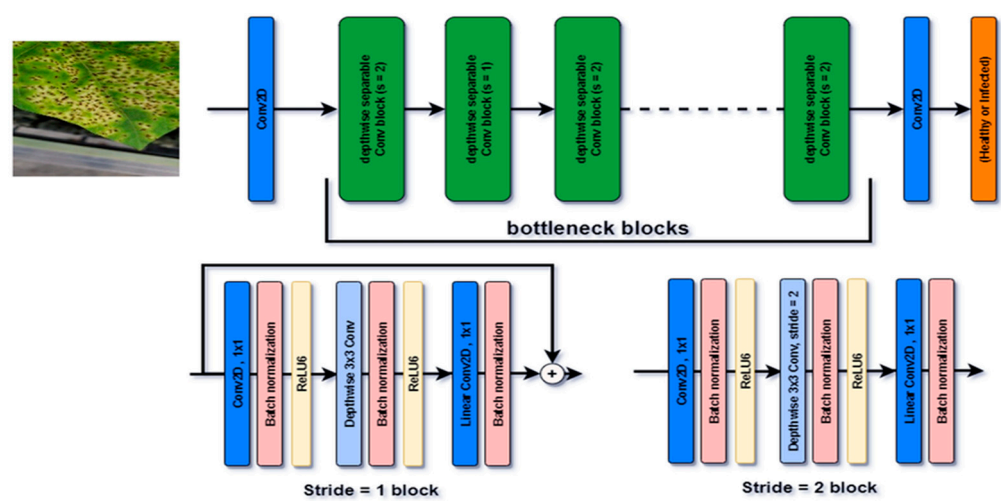 Conv2D
depthwise separable
Conv block (s = 2)
depthwise separable
Conv block (s = 1)
depthwise separable
Conv block (s = 2)
depthwise separable
Conv block (s = 2)
Conv2D
(Healthy or Infected)
bottleneck blocks
Conv2D , 1x1
Batch normalization
ReLU6
Depthwise 3x3 Conv
Batch normalization
ReLU6
Linear Conv2D , 1x1
Batch normalization
+
Stride = 1 block
Conv2D , 1x1
Batch normalization
ReLU6
Depthwise 3x3 Conv, stride = 2
Batch normalization
ReLU6
Linear Conv2D , 1x1
Batch normalization
Stride = 2 block